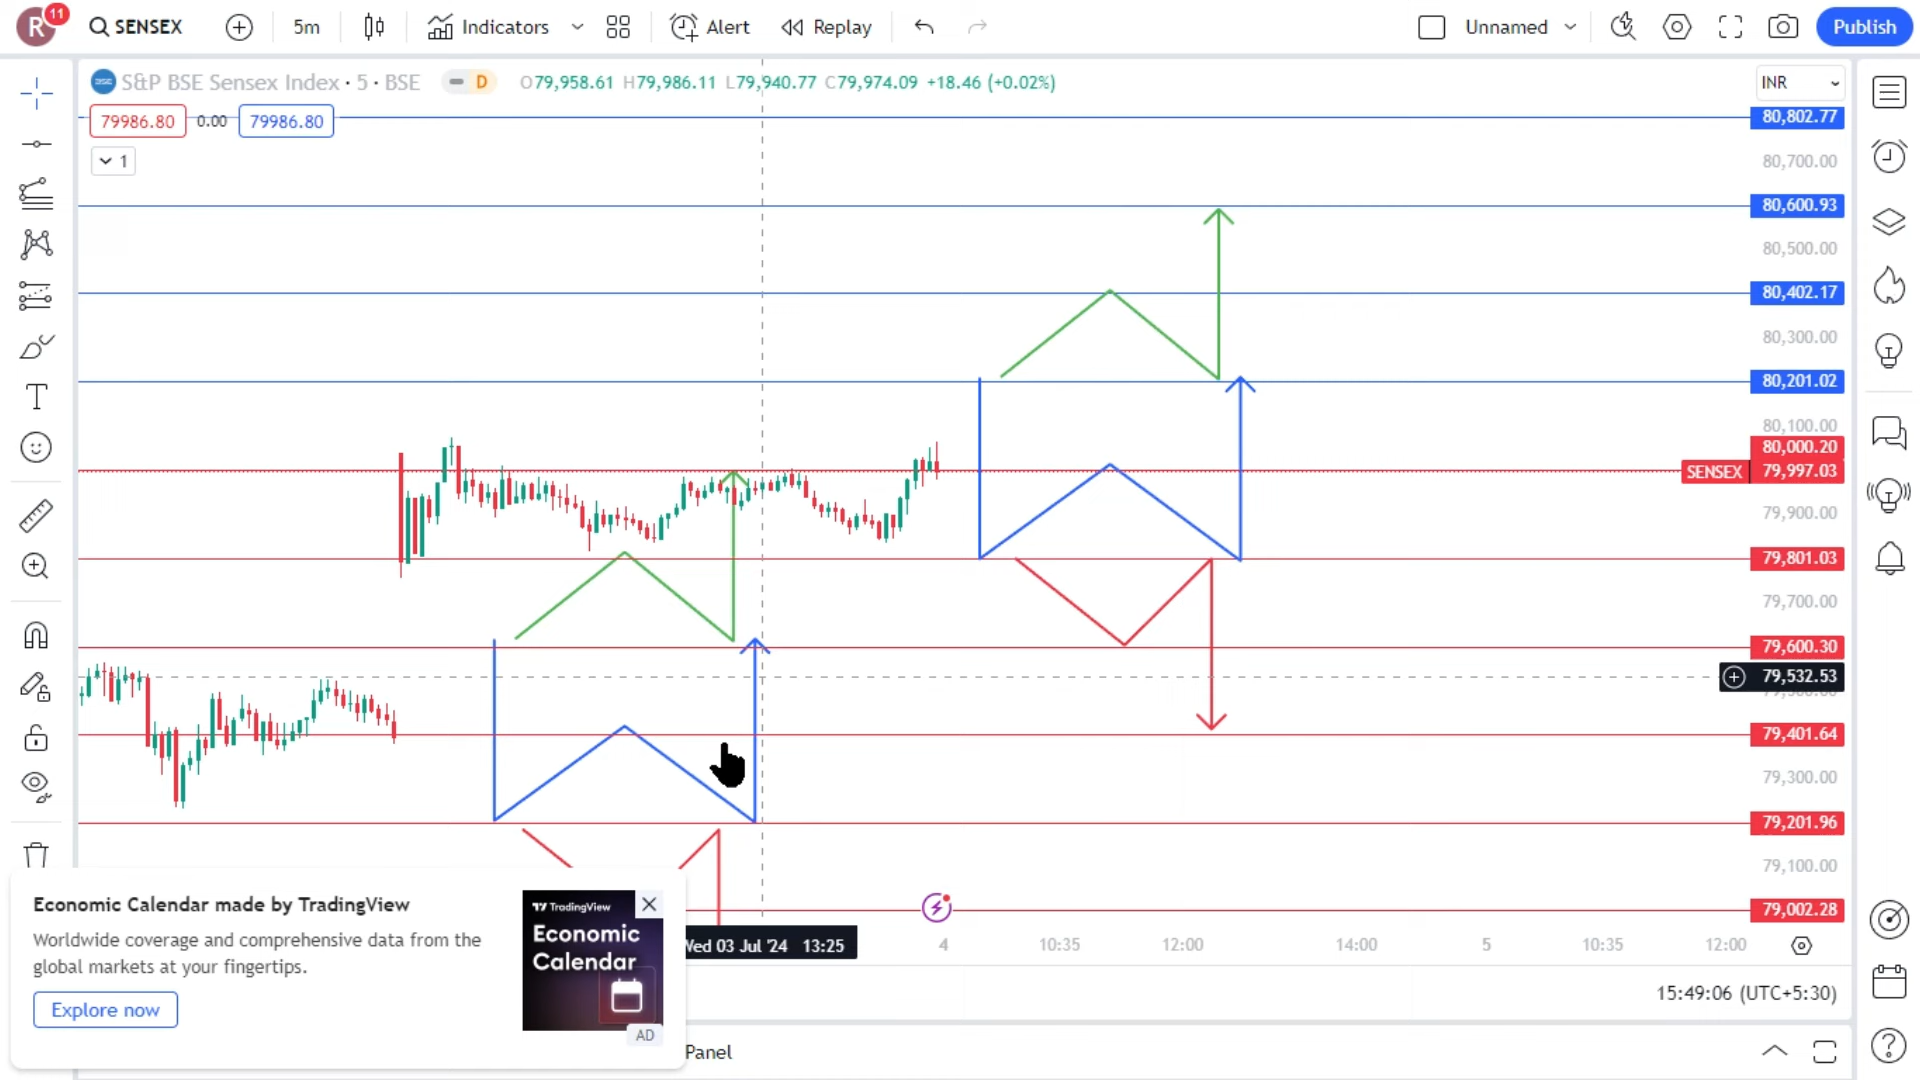 R 11 SENSEX 5m Indicators Alert Replay Unnamed Publish
S&P BSE Sensex Index · 5 · BSE D O79,958.61 H79,986.11 L79,940.77 C79,974.09 +18.46 (+0.02%) INR
79986.80 0.00 79986.80
1
80,802.77
80,700.00
80,600.93
80,500.00
80,402.17
80,300.00
80,201.02
80,100.00
80,000.20
SENSEX 79,997.03
79,900.00
79,801.03
79,700.00
79,600.30
79,532.53
79,401.64
79,300.00
79,201.96
79,100.00
79,002.28
Wed 03 Jul '24 13:25 4 10:35 12:00 14:00 5 10:35 12:00
15:49:06 (UTC+5:30)
Panel
Economic Calendar made by TradingView
Worldwide coverage and comprehensive data from the
global markets at your fingertips.
Explore now
TradingView
Economic
Calendar
AD